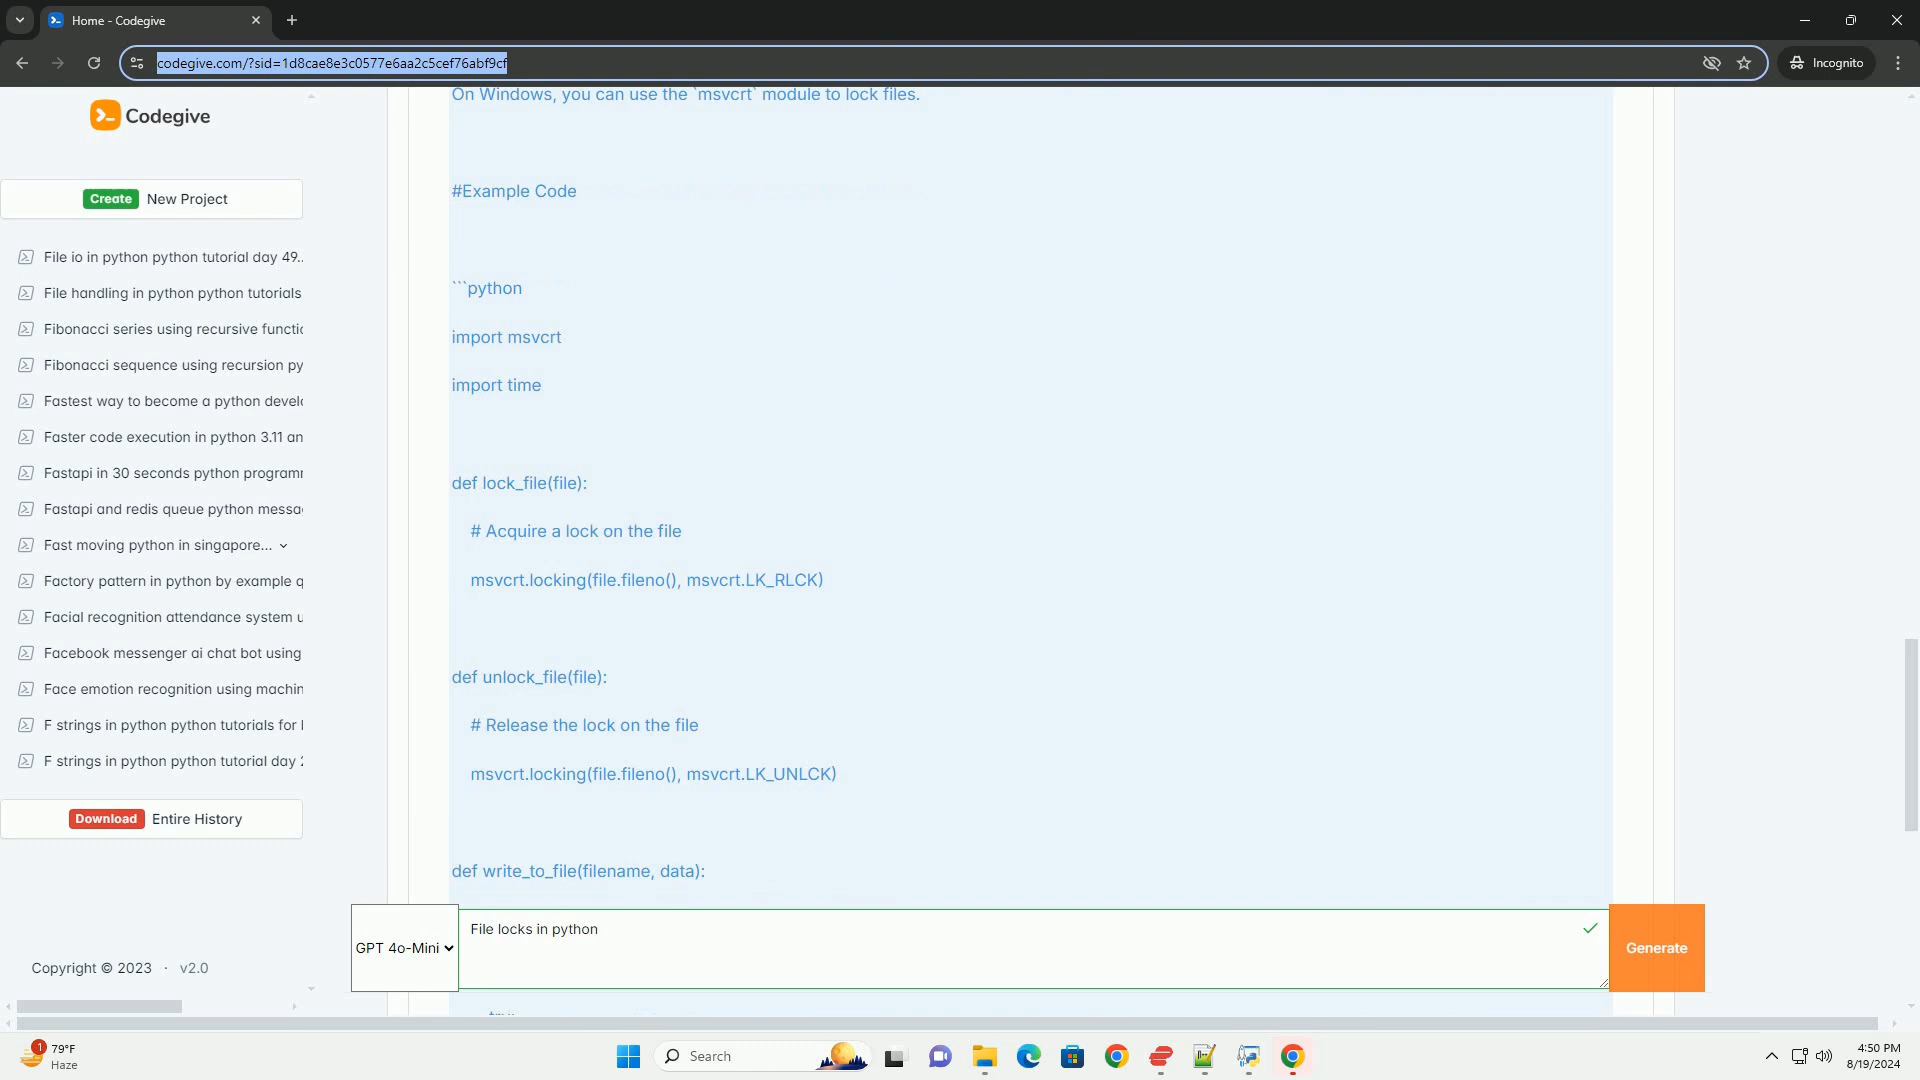 Home - Codegive
codegive.com/?sid=1d8cae8e3c0577e6aa2c5cef76abf9cf
Incognito
Codegive
Create New Project
File io in python python tutorial day 49..
File handling in python python tutorials
Fibonacci series using recursive functic
Fibonacci sequence using recursion py
Fastest way to become a python develo
Faster code execution in python 3.11 an
Fastapi in 30 seconds python programm
Fastapi and redis queue python messag
Fast moving python in singapore...
Factory pattern in python by example q
Facial recognition attendance system u
Facebook messenger ai chat bot using
Face emotion recognition using machin
F strings in python python tutorials for l
F strings in python python tutorial day 2
Download Entire History
Copyright © 2023 · v2.0
On Windows, you can use the `msvcrt` module to lock files.
#Example Code
```python
import msvcrt
import time
def lock_file(file):
# Acquire a lock on the file
msvcrt.locking(file.fileno(), msvcrt.LK_RLCK)
def unlock_file(file):
# Release the lock on the file
msvcrt.locking(file.fileno(), msvcrt.LK_UNLCK)
def write_to_file(filename, data):
GPT 4o-Mini
File locks in python
Generate
1
79°F
Haze
Search
4:50 PM
8/19/2024